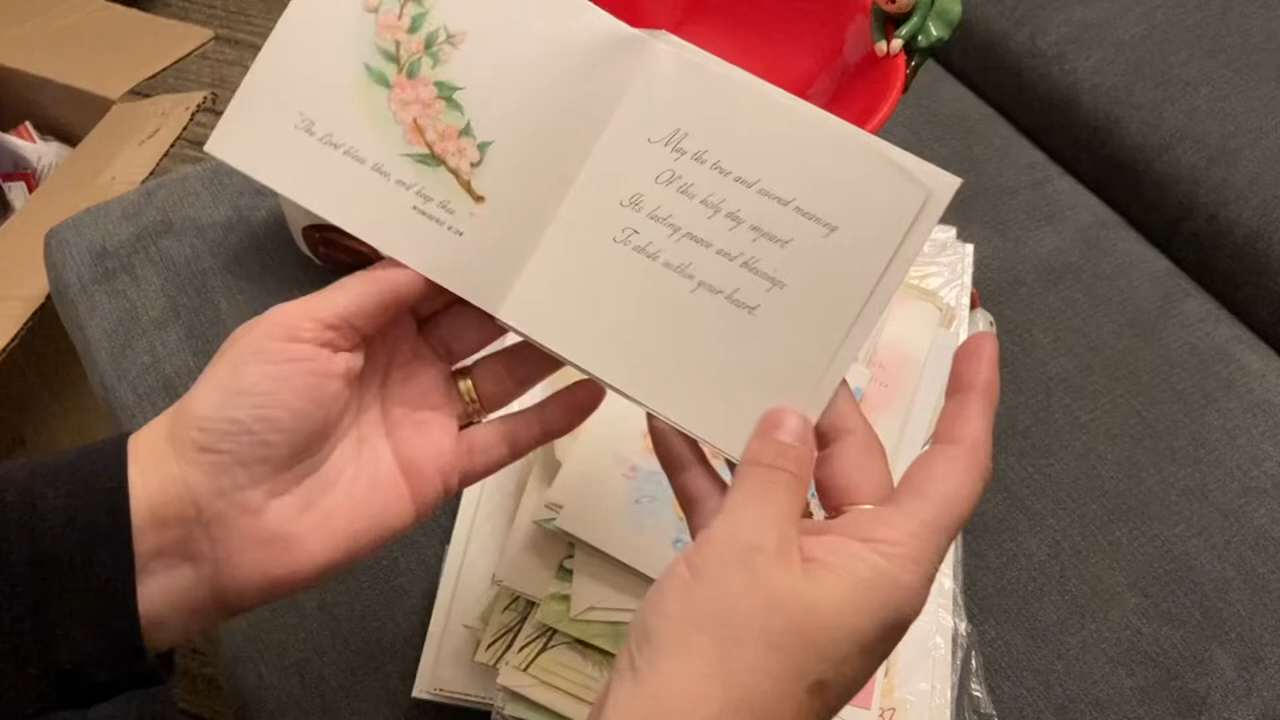 "The Lord bless thee, and keep thee."
NUMBERS 6:24
May the true and sacred meaning
Of this holy day impart
Its lasting peace and blessings
To abide within your heart.